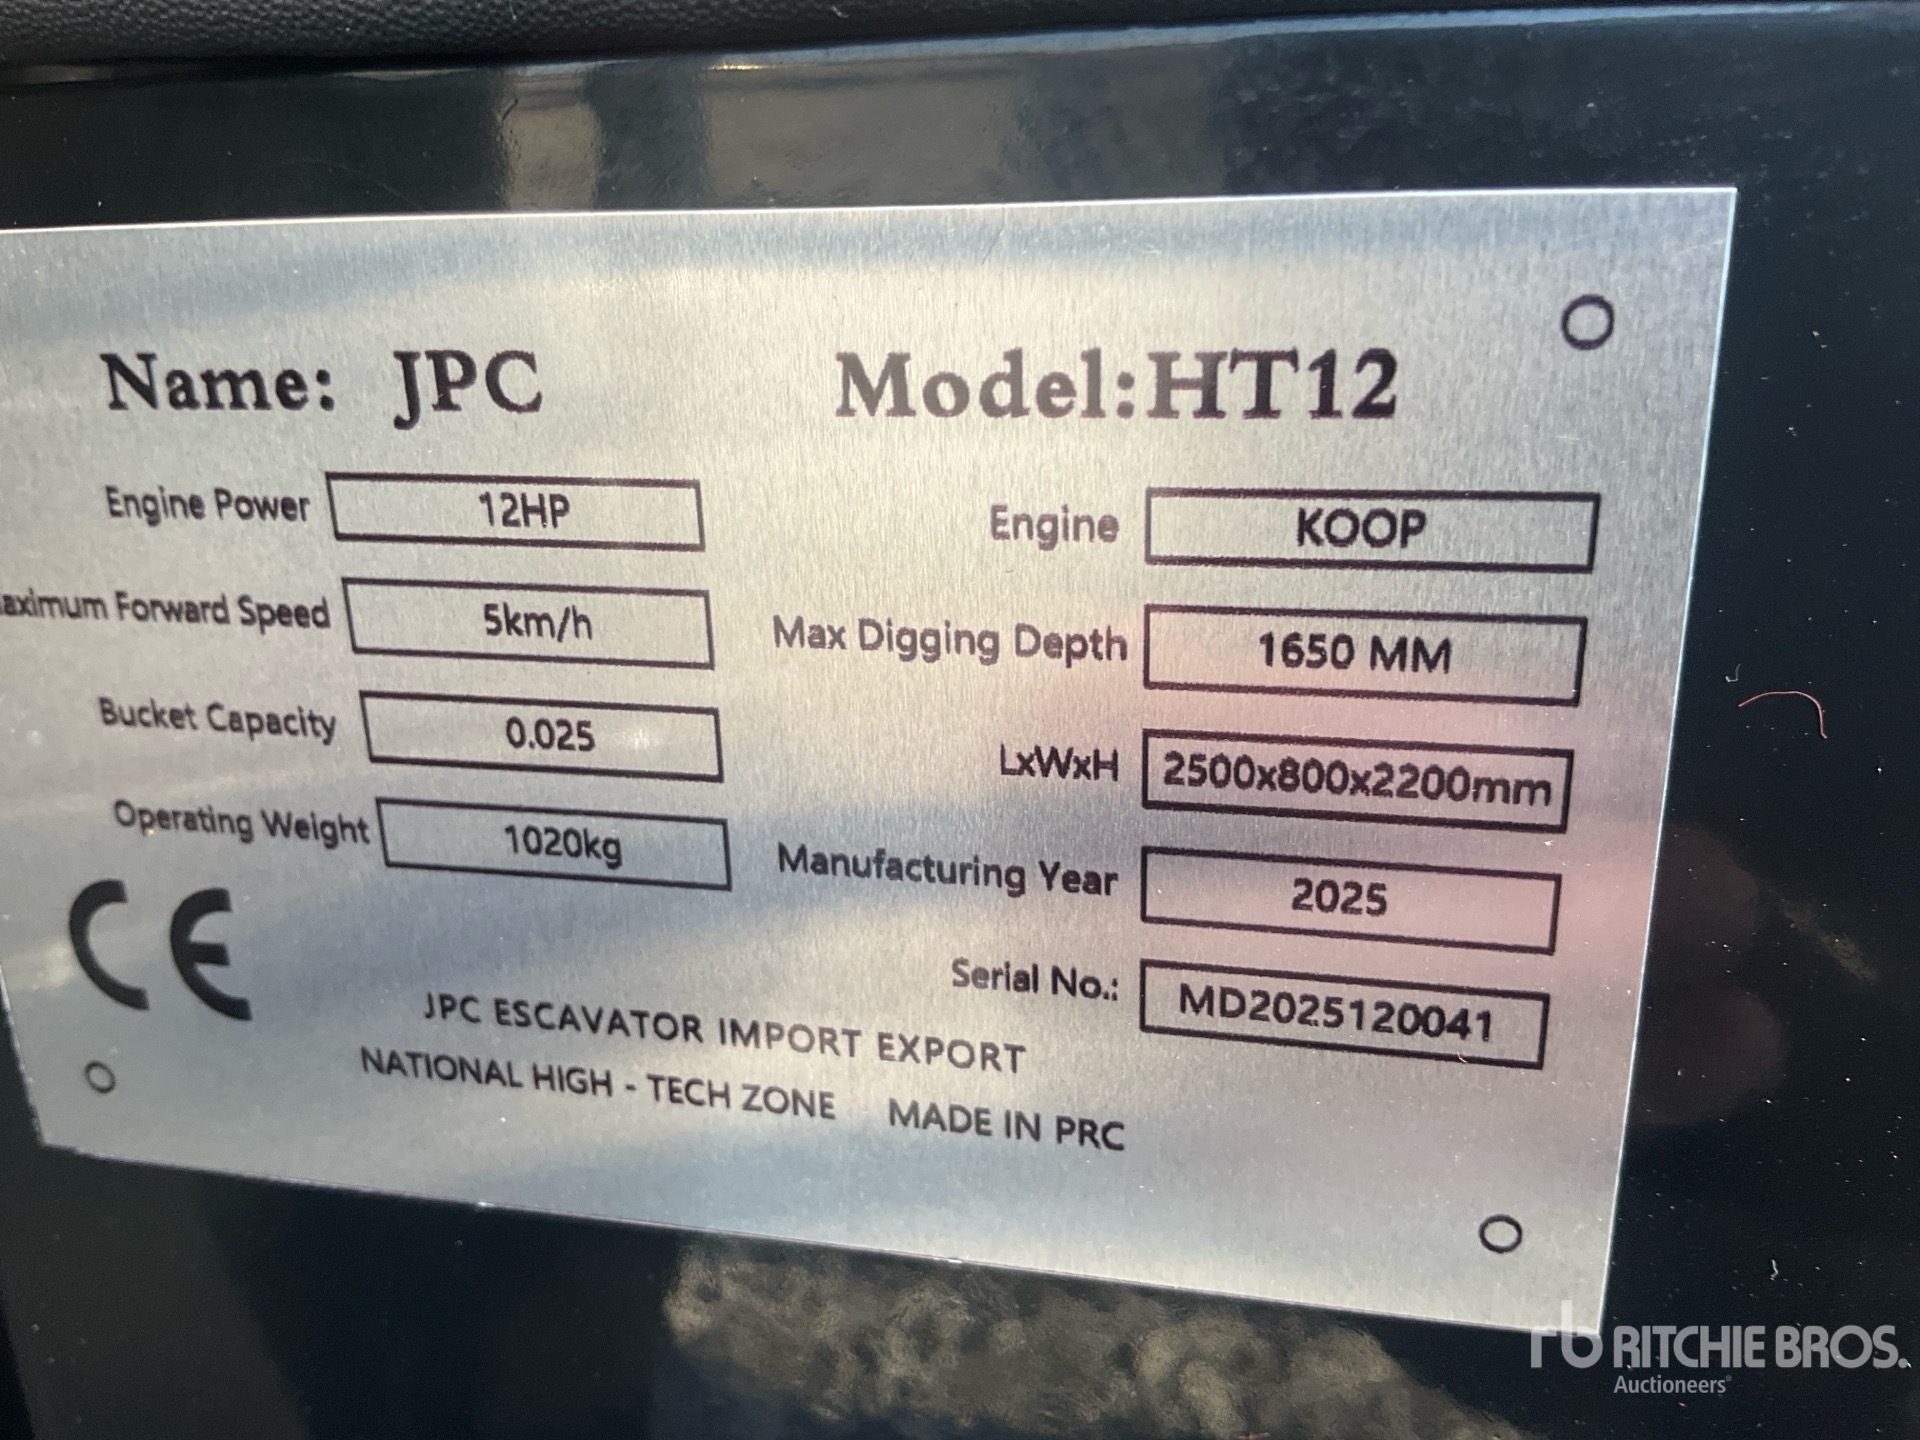 Name: JPC Model:HT12
Engine Power 12HP Engine KOOP
aximum Forward Speed 5km/h Max Digging Depth 1650 MM
Bucket Capacity 0.025 LxWxH 2500x800x2200mm
Operating Weight 1020kg Manufacturing Year 2025
Serial No.: MD2025120041
CE
JPC ESCAVATOR IMPORT EXPORT
NATIONAL HIGH - TECH ZONE MADE IN PRC
rb RITCHIE BROS.
Auctioneers